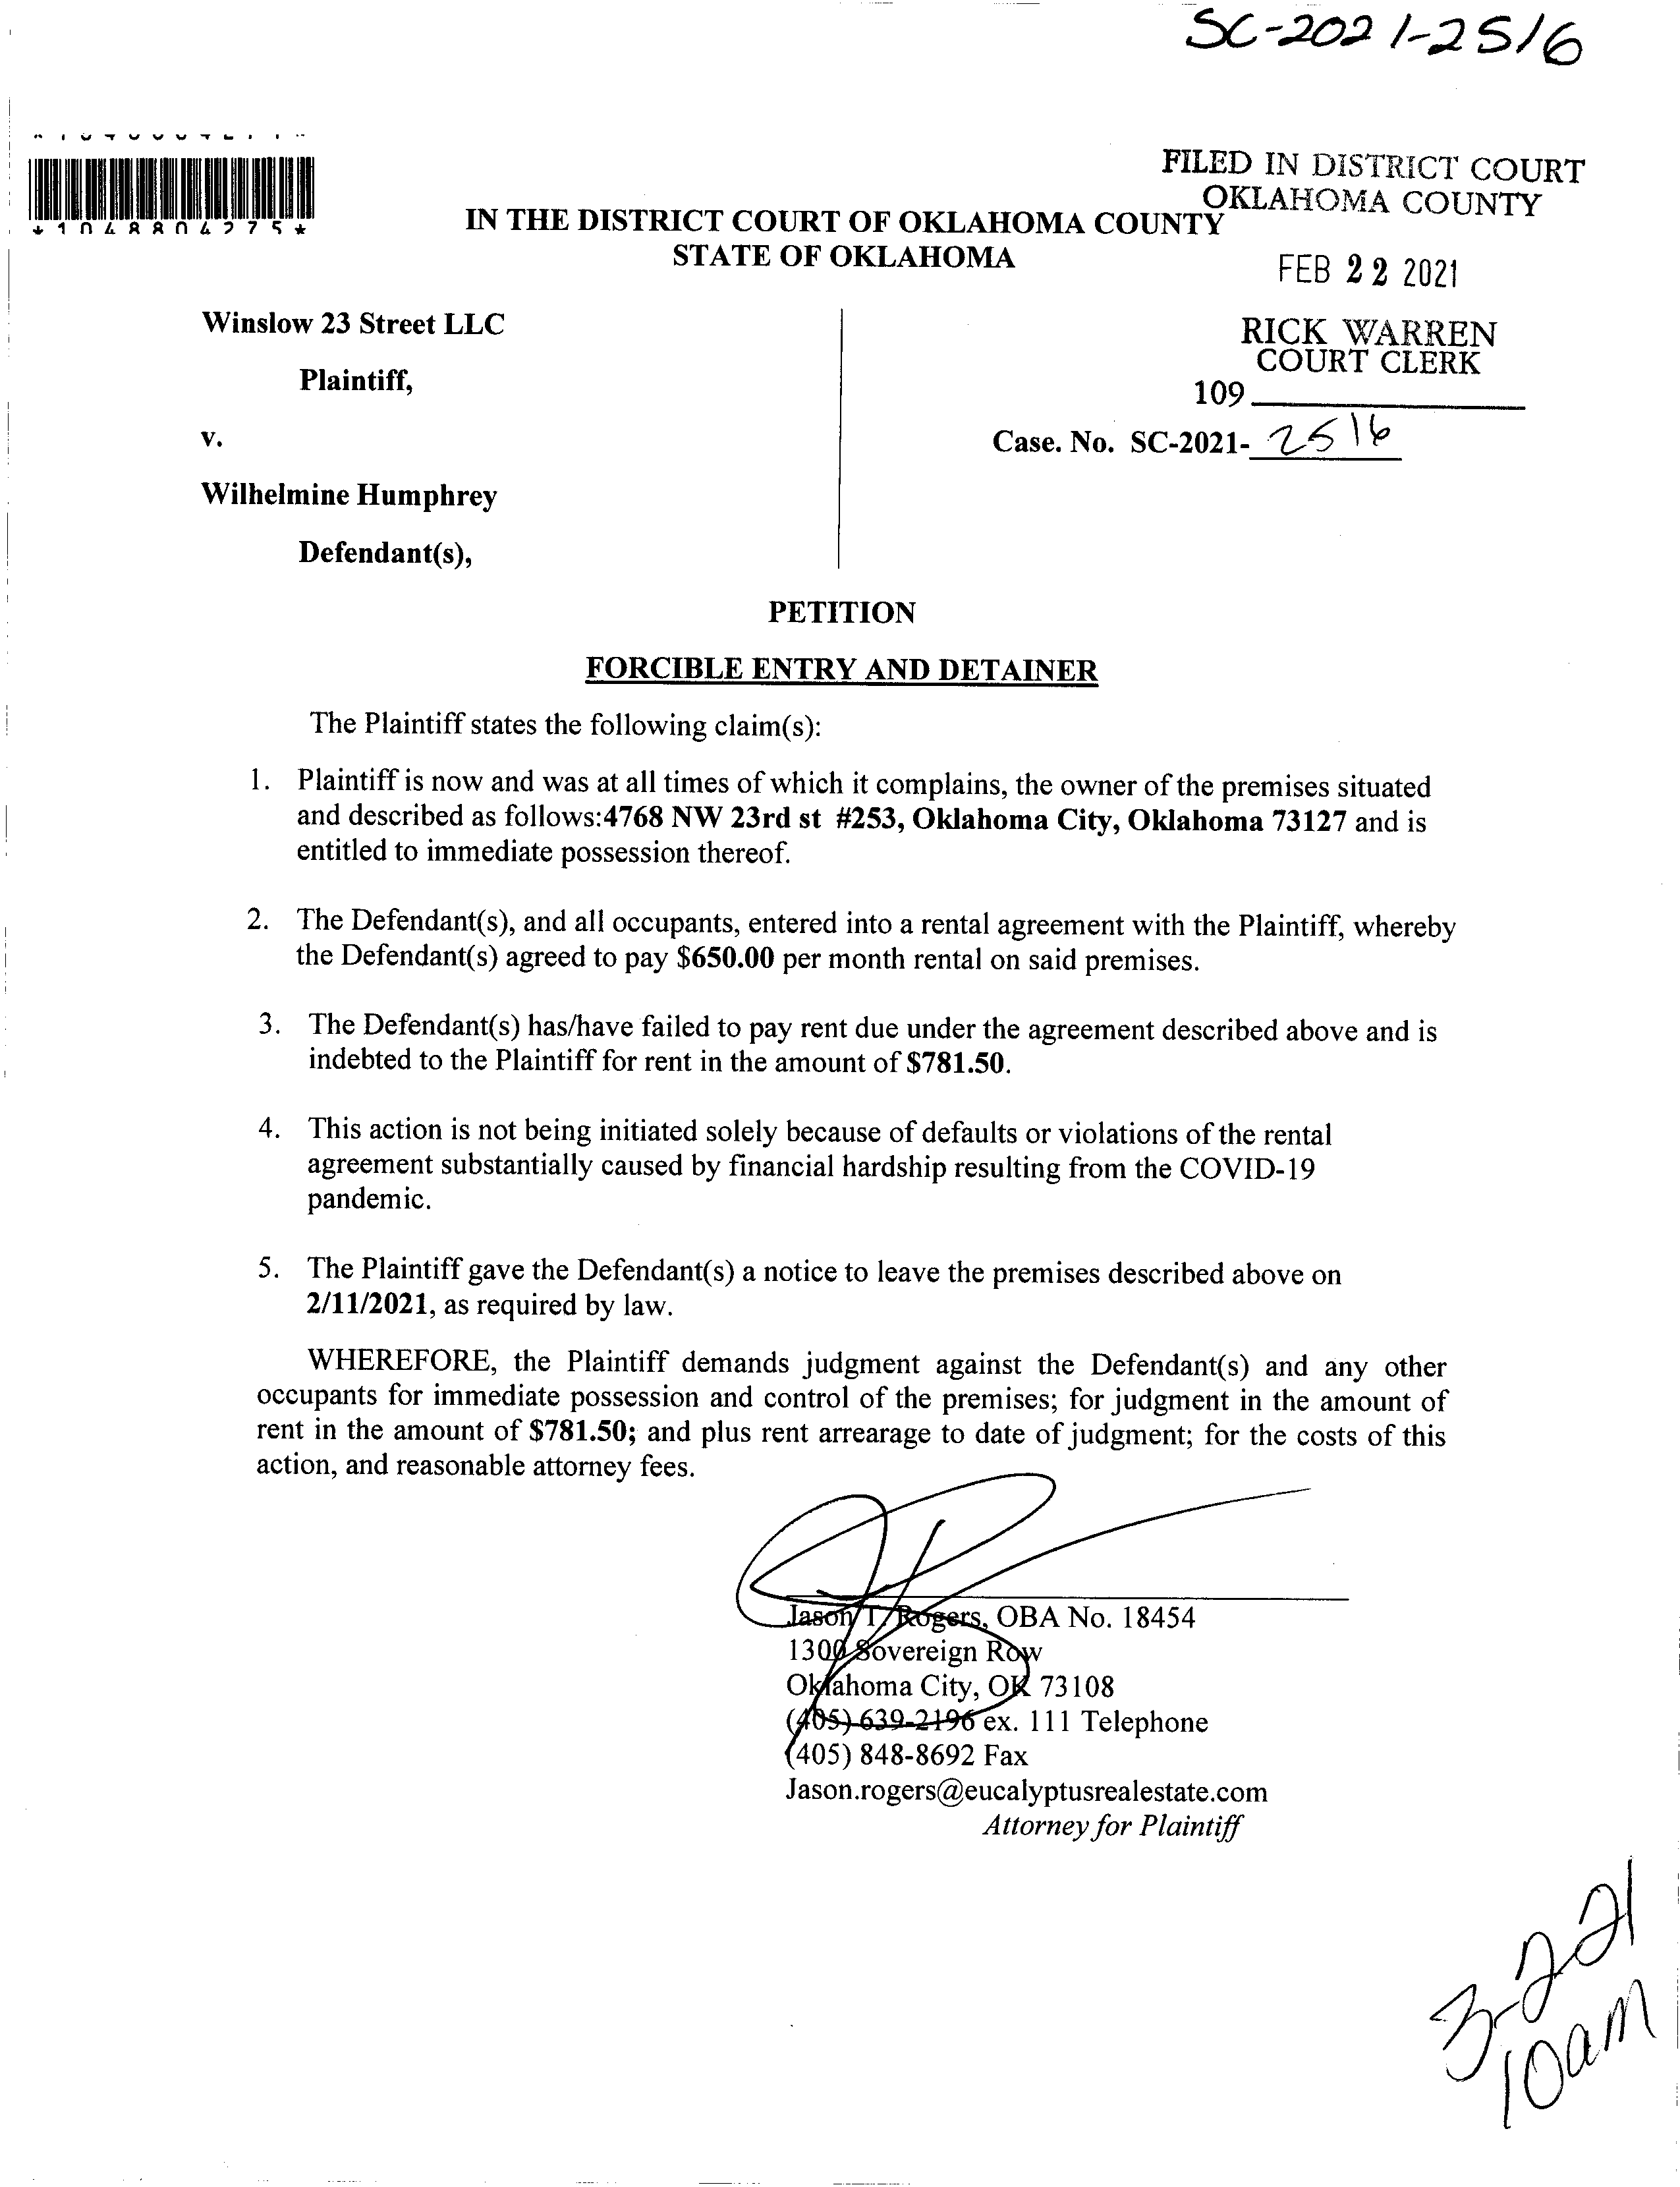 SC-2021-2516
*1048804275*
FILED IN DISTRICT COURT
OKLAHOMA COUNTY
IN THE DISTRICT COURT OF OKLAHOMA COUNTY
STATE OF OKLAHOMA
FEB 22 2021
Winslow 23 Street LLC
RICK WARREN
COURT CLERK
Plaintiff,
109
v.
Case. No. SC-2021- 2516
Wilhelmine Humphrey
Defendant(s),
PETITION
FORCIBLE ENTRY AND DETAINER
The Plaintiff states the following claim(s):
1. Plaintiff is now and was at all times of which it complains, the owner of the premises situated
and described as follows:4768 NW 23rd st #253, Oklahoma City, Oklahoma 73127 and is
entitled to immediate possession thereof.
2. The Defendant(s), and all occupants, entered into a rental agreement with the Plaintiff, whereby
the Defendant(s) agreed to pay $650.00 per month rental on said premises.
3. The Defendant(s) has/have failed to pay rent due under the agreement described above and is
indebted to the Plaintiff for rent in the amount of $781.50.
4. This action is not being initiated solely because of defaults or violations of the rental
agreement substantially caused by financial hardship resulting from the COVID-19
pandemic.
5. The Plaintiff gave the Defendant(s) a notice to leave the premises described above on
2/11/2021, as required by law.
WHEREFORE, the Plaintiff demands judgment against the Defendant(s) and any other
occupants for immediate possession and control of the premises; for judgment in the amount of
rent in the amount of $781.50; and plus rent arrearage to date of judgment; for the costs of this
action, and reasonable attorney fees.
Jason T. Rogers, OBA No. 18454
1300 Sovereign Row
Oklahoma City, OK 73108
(405) 639-2196 ex. 111 Telephone
(405) 848-8692 Fax
Jason.rogers@eucalyptusrealestate.com
Attorney for Plaintiff
3-2-21
10am